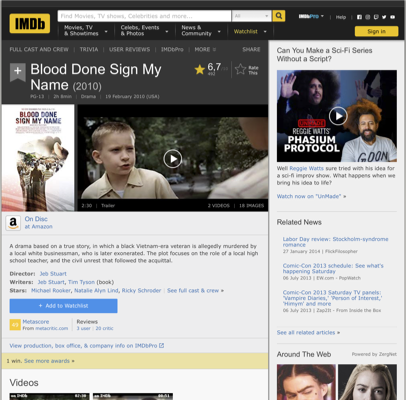 IMDb
Find Movies, TV shows, Celebrities and more...
All
IMDbPro
Help
Movies, TV & Showtimes
Celebs, Events & Photos
News & Community
Watchlist
Sign in
FULL CAST AND CREW | TRIVIA | USER REVIEWS | IMDbPro | MORE
SHARE
Blood Done Sign My Name (2010)
6,7
Rate This
PG-13 | 2h 8min | Drama | 19 February 2010 (USA)
BLOOD DONE SIGN MY NAME
2:30 | Trailer
2 VIDEOS | 18 IMAGES
On Disc
at Amazon
A drama based on a true story, in which a black Vietnam-era veteran is allegedly murdered by
a local white businessman, who is later exonerated. The plot focuses on the role of a local high
school teacher, and the civil unrest that followed the acquittal.
Director: Jeb Stuart
Writers: Jeb Stuart, Tim Tyson (book)
Stars: Michael Rooker, Natalie Alyn Lind, Ricky Schroder | See full cast & crew »
+ Add to Watchlist
Metascore
From metacritic.com
Reviews
3 user | 20 critic
View production, box office, & company info on IMDbPro
1 win. See more awards »
Videos
Can You Make a Sci-Fi Series
Without a Script?
REGGIE WATTS'
PHASIUM
PROTOCOL
Well Reggie Watts sure tried with his idea for
a sci-fi improv show. What happens when we
bring his idea to life?
Watch now on "UnMade" »
Related News
Labor Day review: Stockholm-syndrome
romance
27 January 2014 | FlickFilosopher
Comic-Con 2013 schedule: See what's
happening Saturday
06 July 2013 | EW.com - PopWatch
Comic-Con 2013 Saturday TV panels:
'Vampire Diaries,' 'Person of Interest,'
'Himym' and more
06 July 2013 | Zap2It - From Inside the Box
See all related articles »
Around The Web
Powered by ZergNet